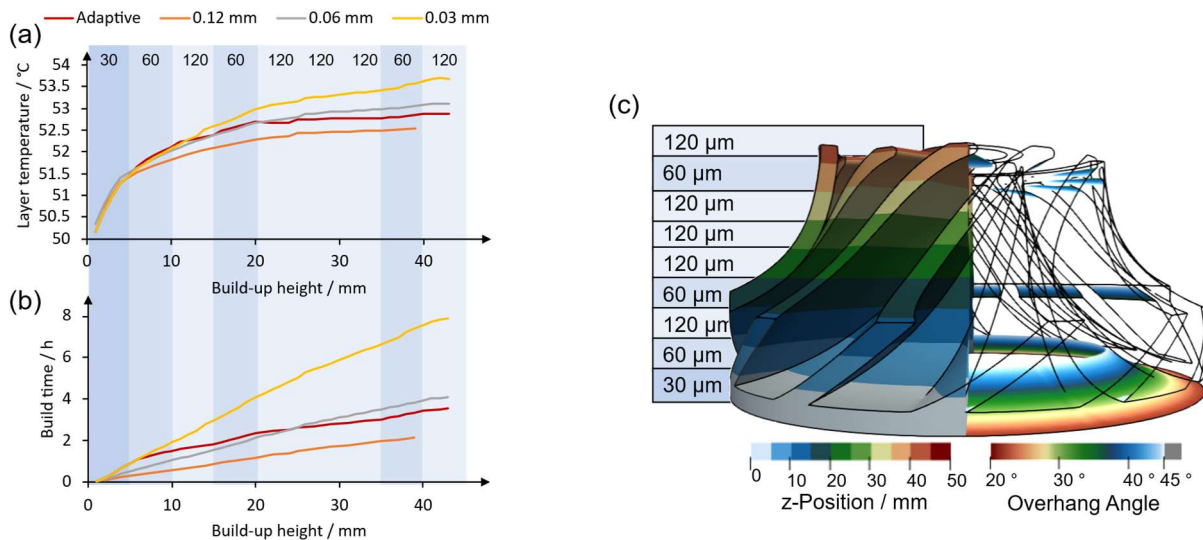 Adaptive 0.12 mm 0.06 mm 0.03 mm
(a)
30 60 120 60 120 120 120 60 120
Layer temperature / °C
54
53.5
53
52.5
52
51.5
51
50.5
50
0 10 20 30 40
Build-up height / mm
(b)
Build time / h
8
6
4
2
0
0 10 20 30 40
Build-up height / mm
(c)
120 µm
60 µm
120 µm
120 µm
120 µm
60 µm
120 µm
60 µm
30 µm
0 10 20 30 40 50
z-Position / mm
20 ° 30 ° 40 ° 45 °
Overhang Angle